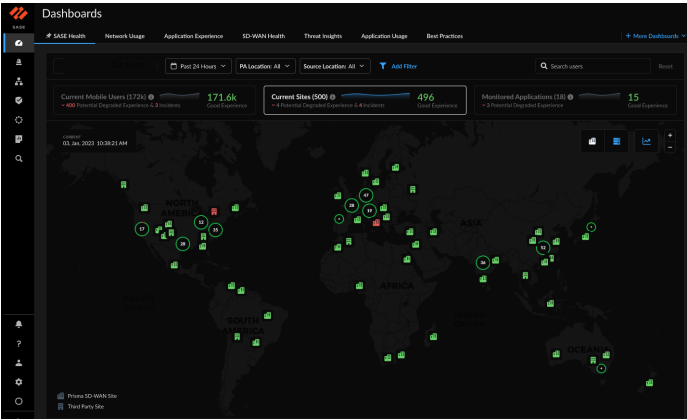 Dashboards
SASE
SASE Health Network Usage Application Experience SD-WAN Health Threat Insights Application Usage Best Practices + More Dashboards
Past 24 Hours PA Location: All Source Location: All Add Filter Search users Reset
Current Mobile Users (172k) 171.6k
400 Potential Degraded Experience & 3 Incidents Good Experience
Current Sites (500) 496
4 Potential Degraded Experience & 4 Incidents Good Experience
Monitored Applications (18) 15
3 Potential Degraded Experience Good Experience
CURRENT
03, Jan, 2023 10:38:21 AM
+
−
NORTH
AMERICA
ASIA
AFRICA
SOUTH
AMERICA
OCEANIA
47
28
19
12
17
25
28
52
36
Prisma SD-WAN Site
Third Party Site
?